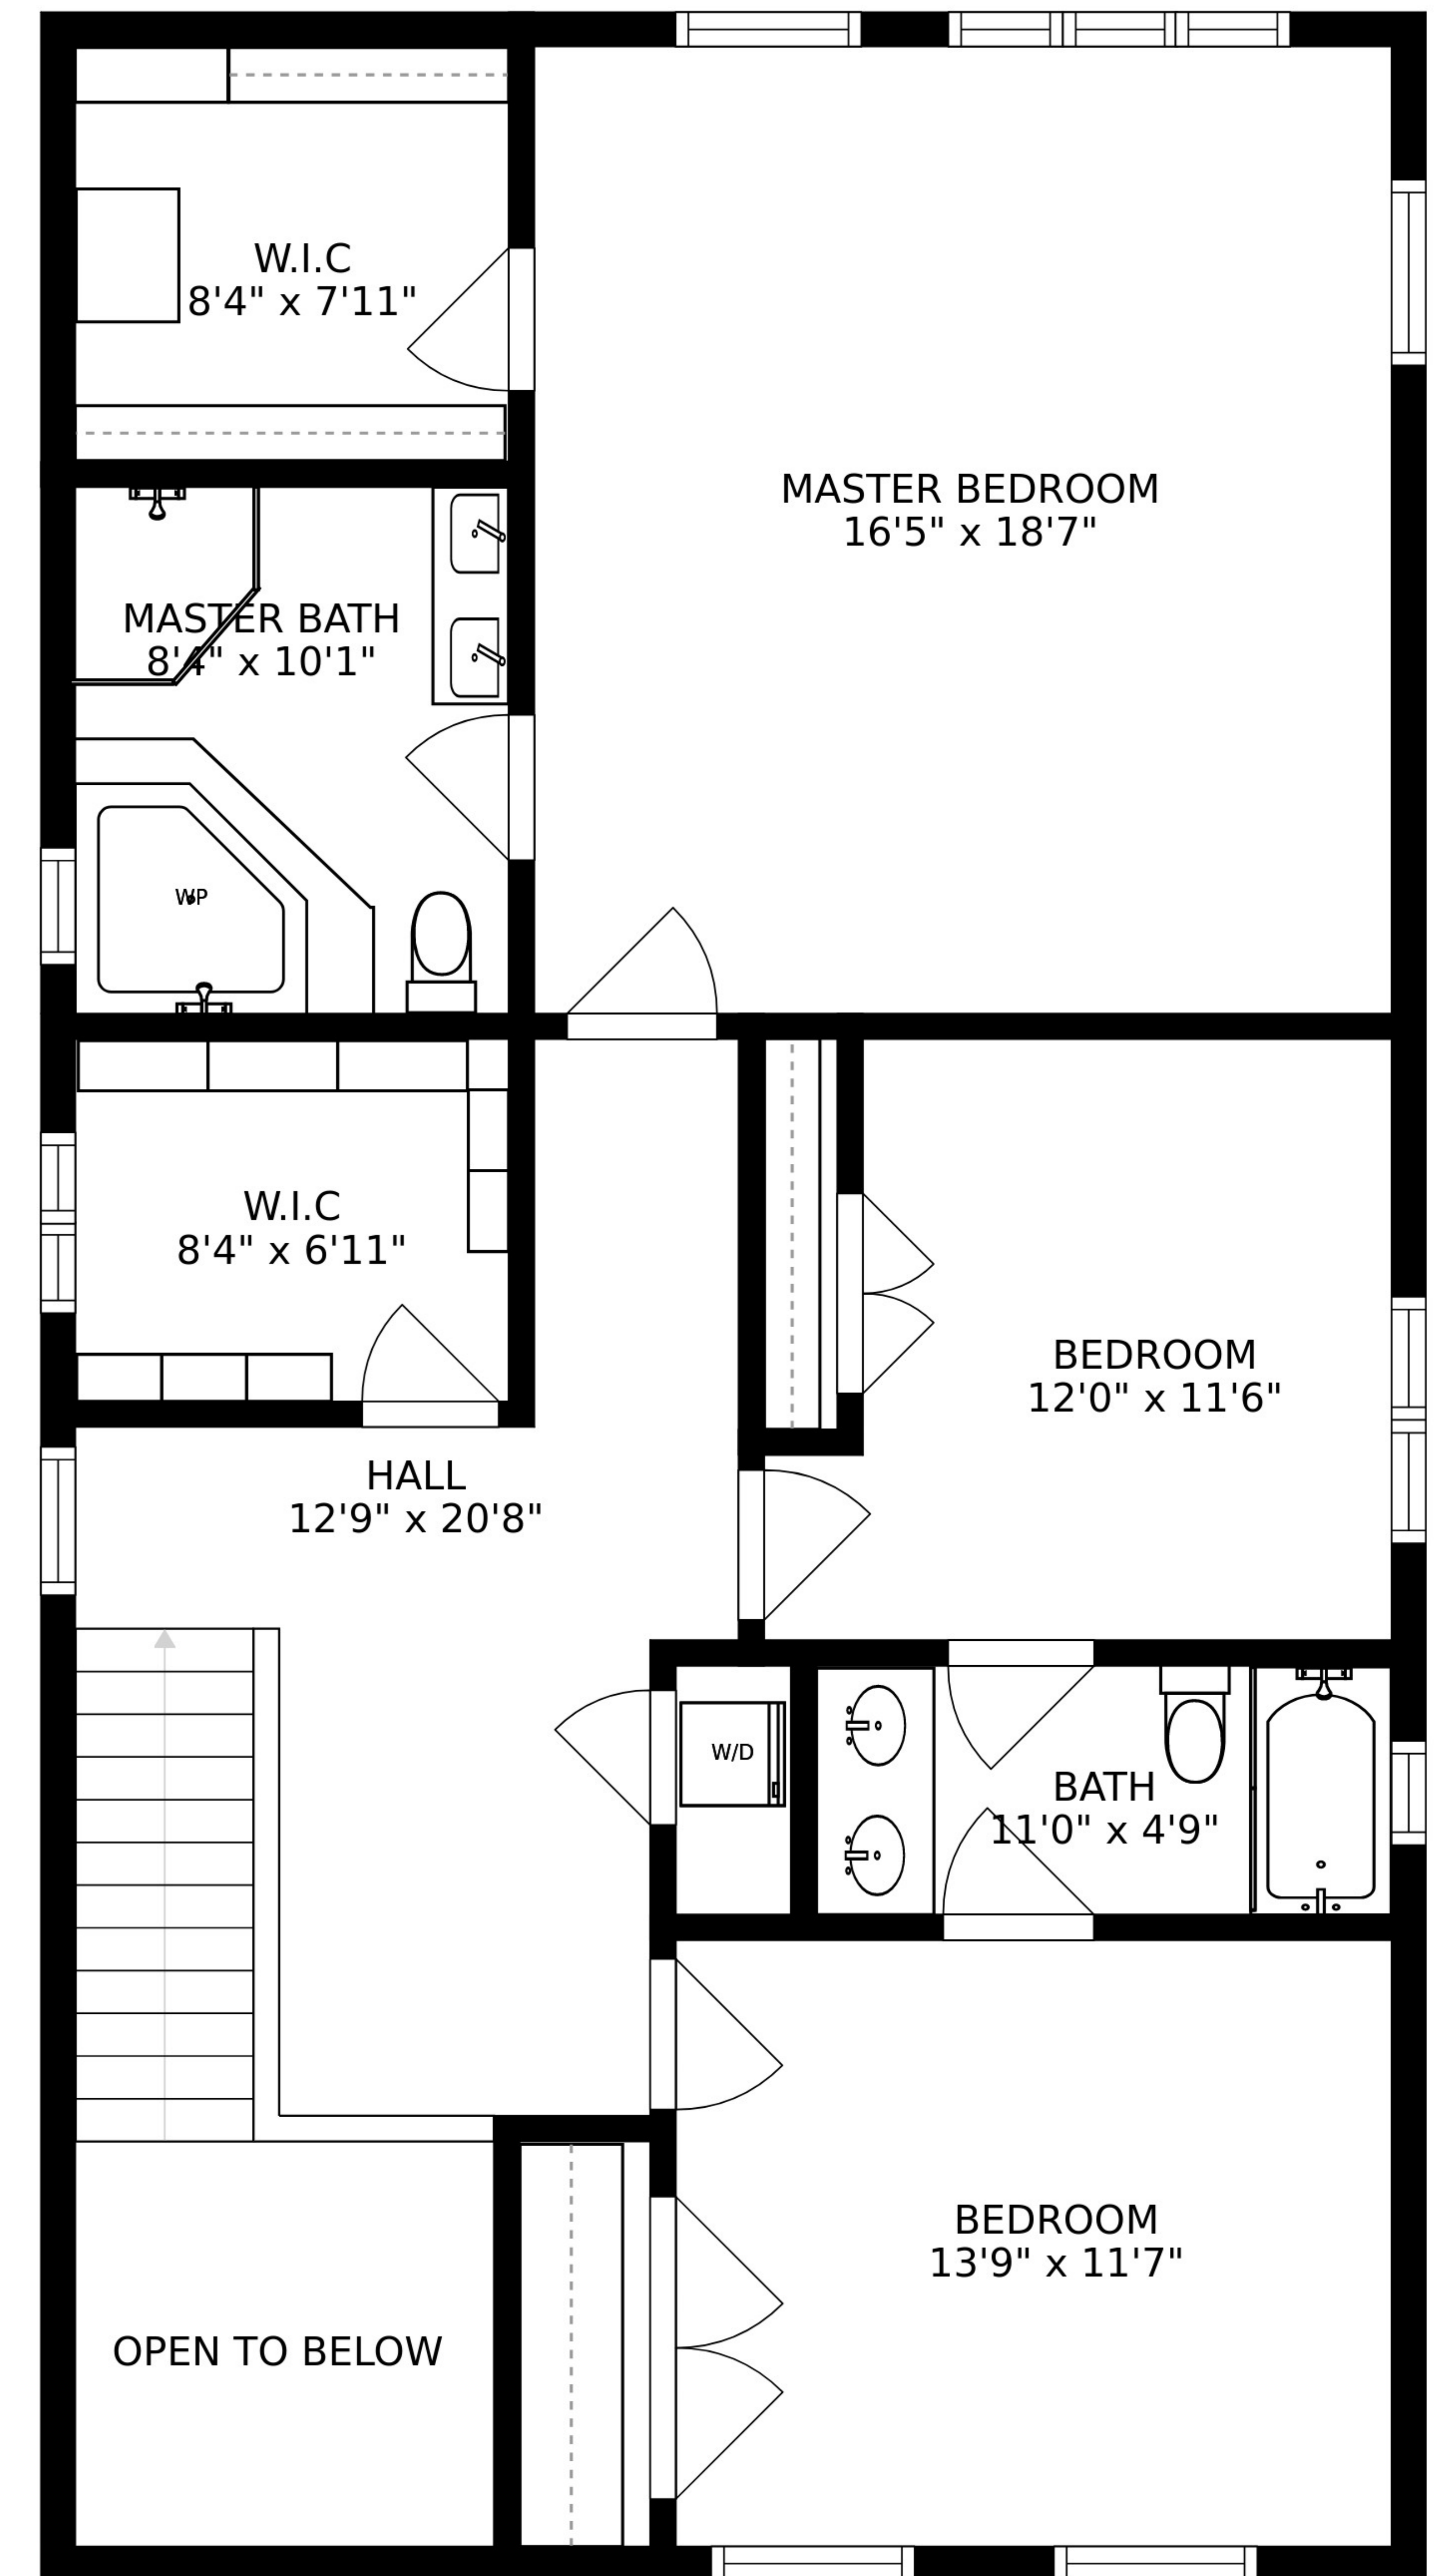 W.I.C
8'4" x 7'11"
MASTER BEDROOM
16'5" x 18'7"
MASTER BATH
8'4" x 10'1"
WP
W.I.C
8'4" x 6'11"
BEDROOM
12'0" x 11'6"
HALL
12'9" x 20'8"
W/D
BATH
11'0" x 4'9"
BEDROOM
13'9" x 11'7"
OPEN TO BELOW